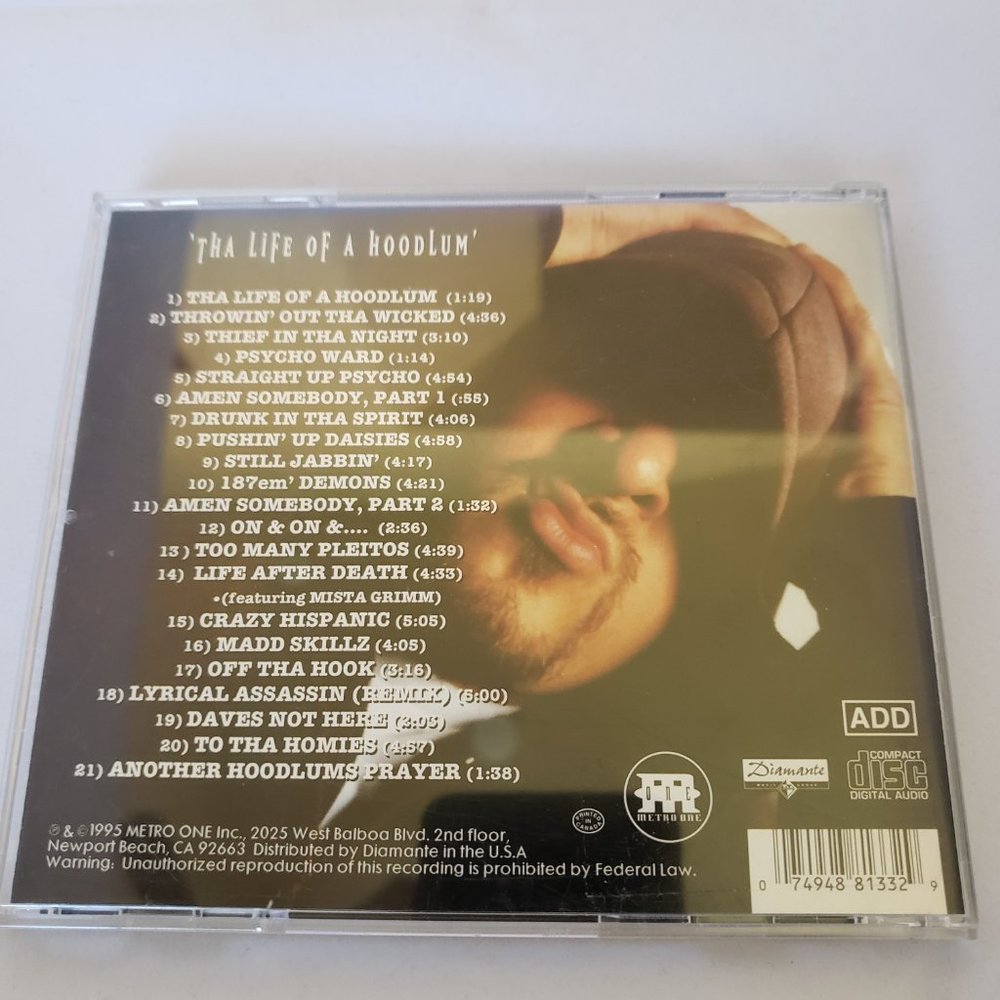 'THA LIFE OF A HOODLUM'
1) THA LIFE OF A HOODLUM (1:19)
2) THROWIN' OUT THA WICKED (4:36)
3) THIEF IN THA NIGHT (3:10)
4) PSYCHO WARD (1:14)
5) STRAIGHT UP PSYCHO (4:54)
6) AMEN SOMEBODY, PART 1 (:55)
7) DRUNK IN THA SPIRIT (4:06)
8) PUSHIN' UP DAISIES (4:58)
9) STILL JABBIN' (4:17)
10) 187em' DEMONS (4:21)
11) AMEN SOMEBODY, PART 2 (1:32)
12) ON & ON &.... (2:36)
13) TOO MANY PLEITOS (4:39)
14) LIFE AFTER DEATH (4:33)
•(featuring MISTA GRIMM)
15) CRAZY HISPANIC (5:05)
16) MADD SKILLZ (4:05)
17) OFF THA HOOK (3:16)
18) LYRICAL ASSASSIN (REMIX) (5:00)
19) DAVES NOT HERE (2:03)
20) TO THA HOMIES (4:57)
21) ANOTHER HOODLUMS PRAYER (1:38)
℗ & ©1995 METRO ONE Inc., 2025 West Balboa Blvd. 2nd floor,
Newport Beach, CA 92663 Distributed by Diamante in the U.S.A
Warning: Unauthorized reproduction of this recording is prohibited by Federal Law.
PRINTED IN CANADA
ONE
METRO ONE
Diamante
MUSIC GROUP
ADD
COMPACT
disc
DIGITAL AUDIO
0 74948 81332 9